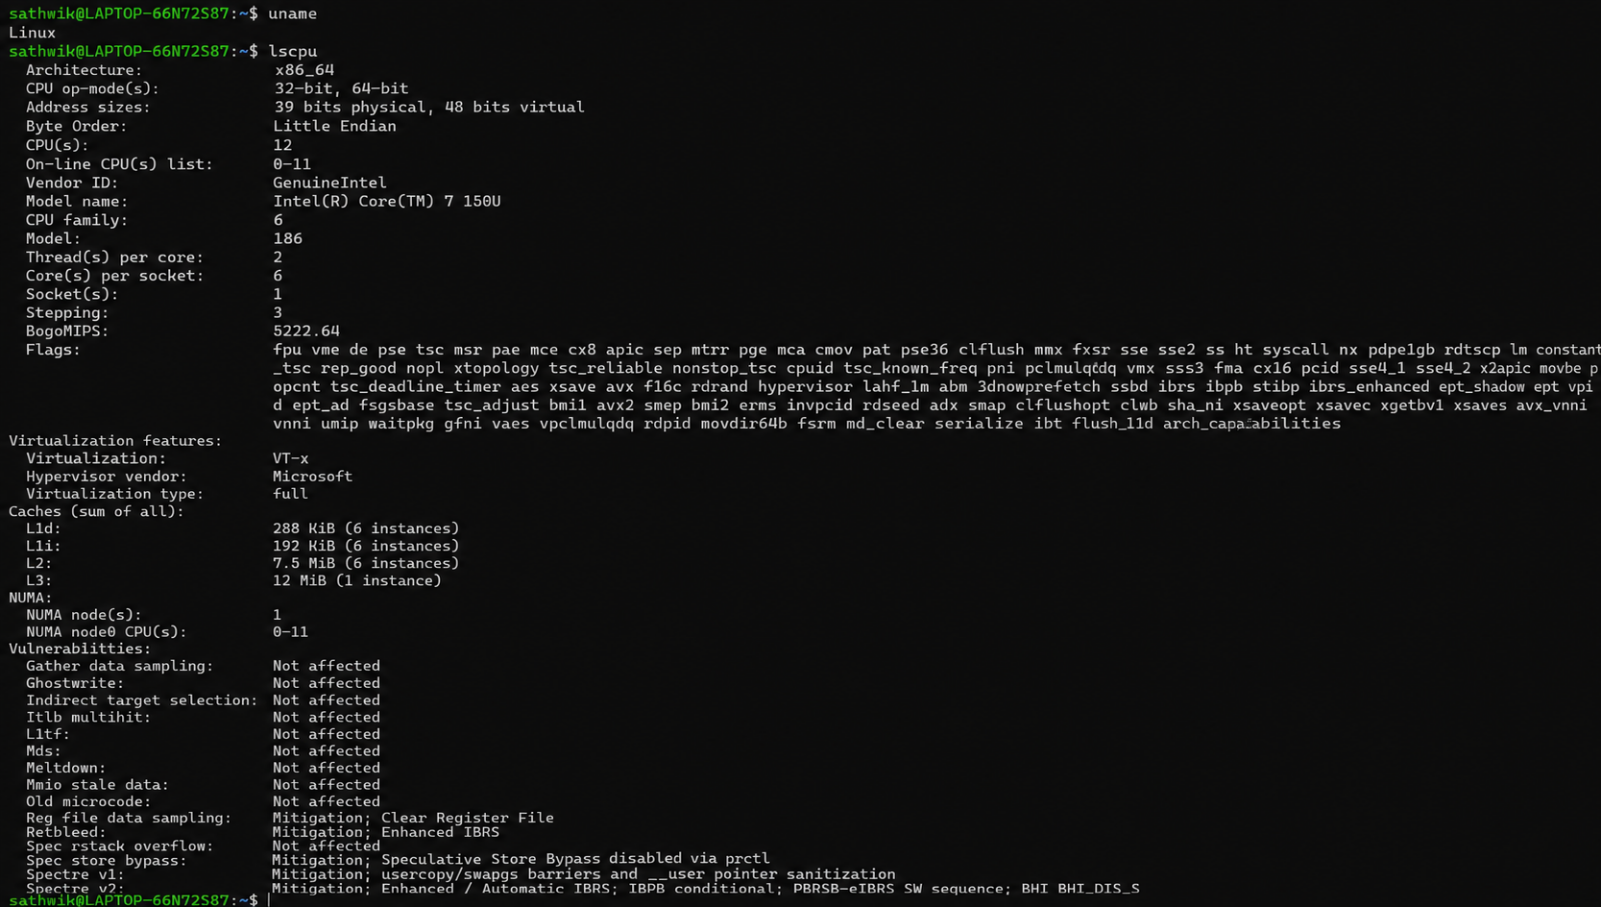 sathwik@LAPTOP-66N72S87:~$ uname
Linux
sathwik@LAPTOP-66N72S87:~$ lscpu
Architecture: x86_64
CPU op-mode(s): 32-bit, 64-bit
Address sizes: 39 bits physical, 48 bits virtual
Byte Order: Little Endian
CPU(s): 12
On-line CPU(s) list: 0-11
Vendor ID: GenuineIntel
Model name: Intel(R) Core(TM) 7 150U
CPU family: 6
Model: 186
Thread(s) per core: 2
Core(s) per socket: 6
Socket(s): 1
Stepping: 3
BogoMIPS: 5222.64
Flags: fpu vme de pse tsc msr pae mce cx8 apic sep mtrr pge mca cmov pat pse36 clflush mmx fxsr sse sse2 ss ht syscall nx pdpe1gb rdtscp lm constant
_tsc rep_good nopl xtopology tsc_reliable nonstop_tsc cpuid tsc_known_freq pni pclmulqdq vmx sss3 fma cx16 pcid sse4_1 sse4_2 x2apic movbe p
opcnt tsc_deadline_timer aes xsave avx f16c rdrand hypervisor lahf_1m abm 3dnowprefetch ssbd ibrs ibpb stibp ibrs_enhanced ept_shadow ept vpi
d ept_ad fsgsbase tsc_adjust bmi1 avx2 smep bmi2 erms invpcid rdseed adx smap clflushopt clwb sha_ni xsaveopt xsavec xgetbv1 xsaves avx_vnni
vnni umip waitpkg gfni vaes vpclmulqdq rdpid movdir64b fsrm md_clear serialize ibt flush_11d
Virtualization features:
Virtualization: VT-x
Hypervisor vendor: Microsoft
Virtualization type: full
Caches (sum of all):
L1d: 288 KiB (6 instances)
L1i: 192 KiB (6 instances)
L2: 7.5 MiB (6 instances)
L3: 12 MiB (1 instance)
NUMA:
NUMA node(s): 1
NUMA node0 CPU(s): 0-11
Vulnerabiitties:
Gather data sampling: Not affected
Ghostwrite: Not affected
Indirect target selection: Not affected
Itlb multihit: Not affected
L1tf: Not affected
Mds: Not affected
Meltdown: Not affected
Mmio stale data: Not affected
Old microcode: Not affected
Reg file data sampling: Mitigation; Clear Register File
Retbleed: Mitigation; Enhanced IBRS
Spec rstack overflow: Not affected
Spec store bypass: Mitigation; Speculative Store Bypass disabled via prctl
Spectre v1: Mitigation; usercopy/swapgs barriers and __user pointer sanitization
Spectre v2: Mitigation; Enhanced / Automatic IBRS; IBPB conditional; PBRSB-eIBRS SW sequence; BHI BHI_DIS_S
sathwik@LAPTOP-66N72S87:~$